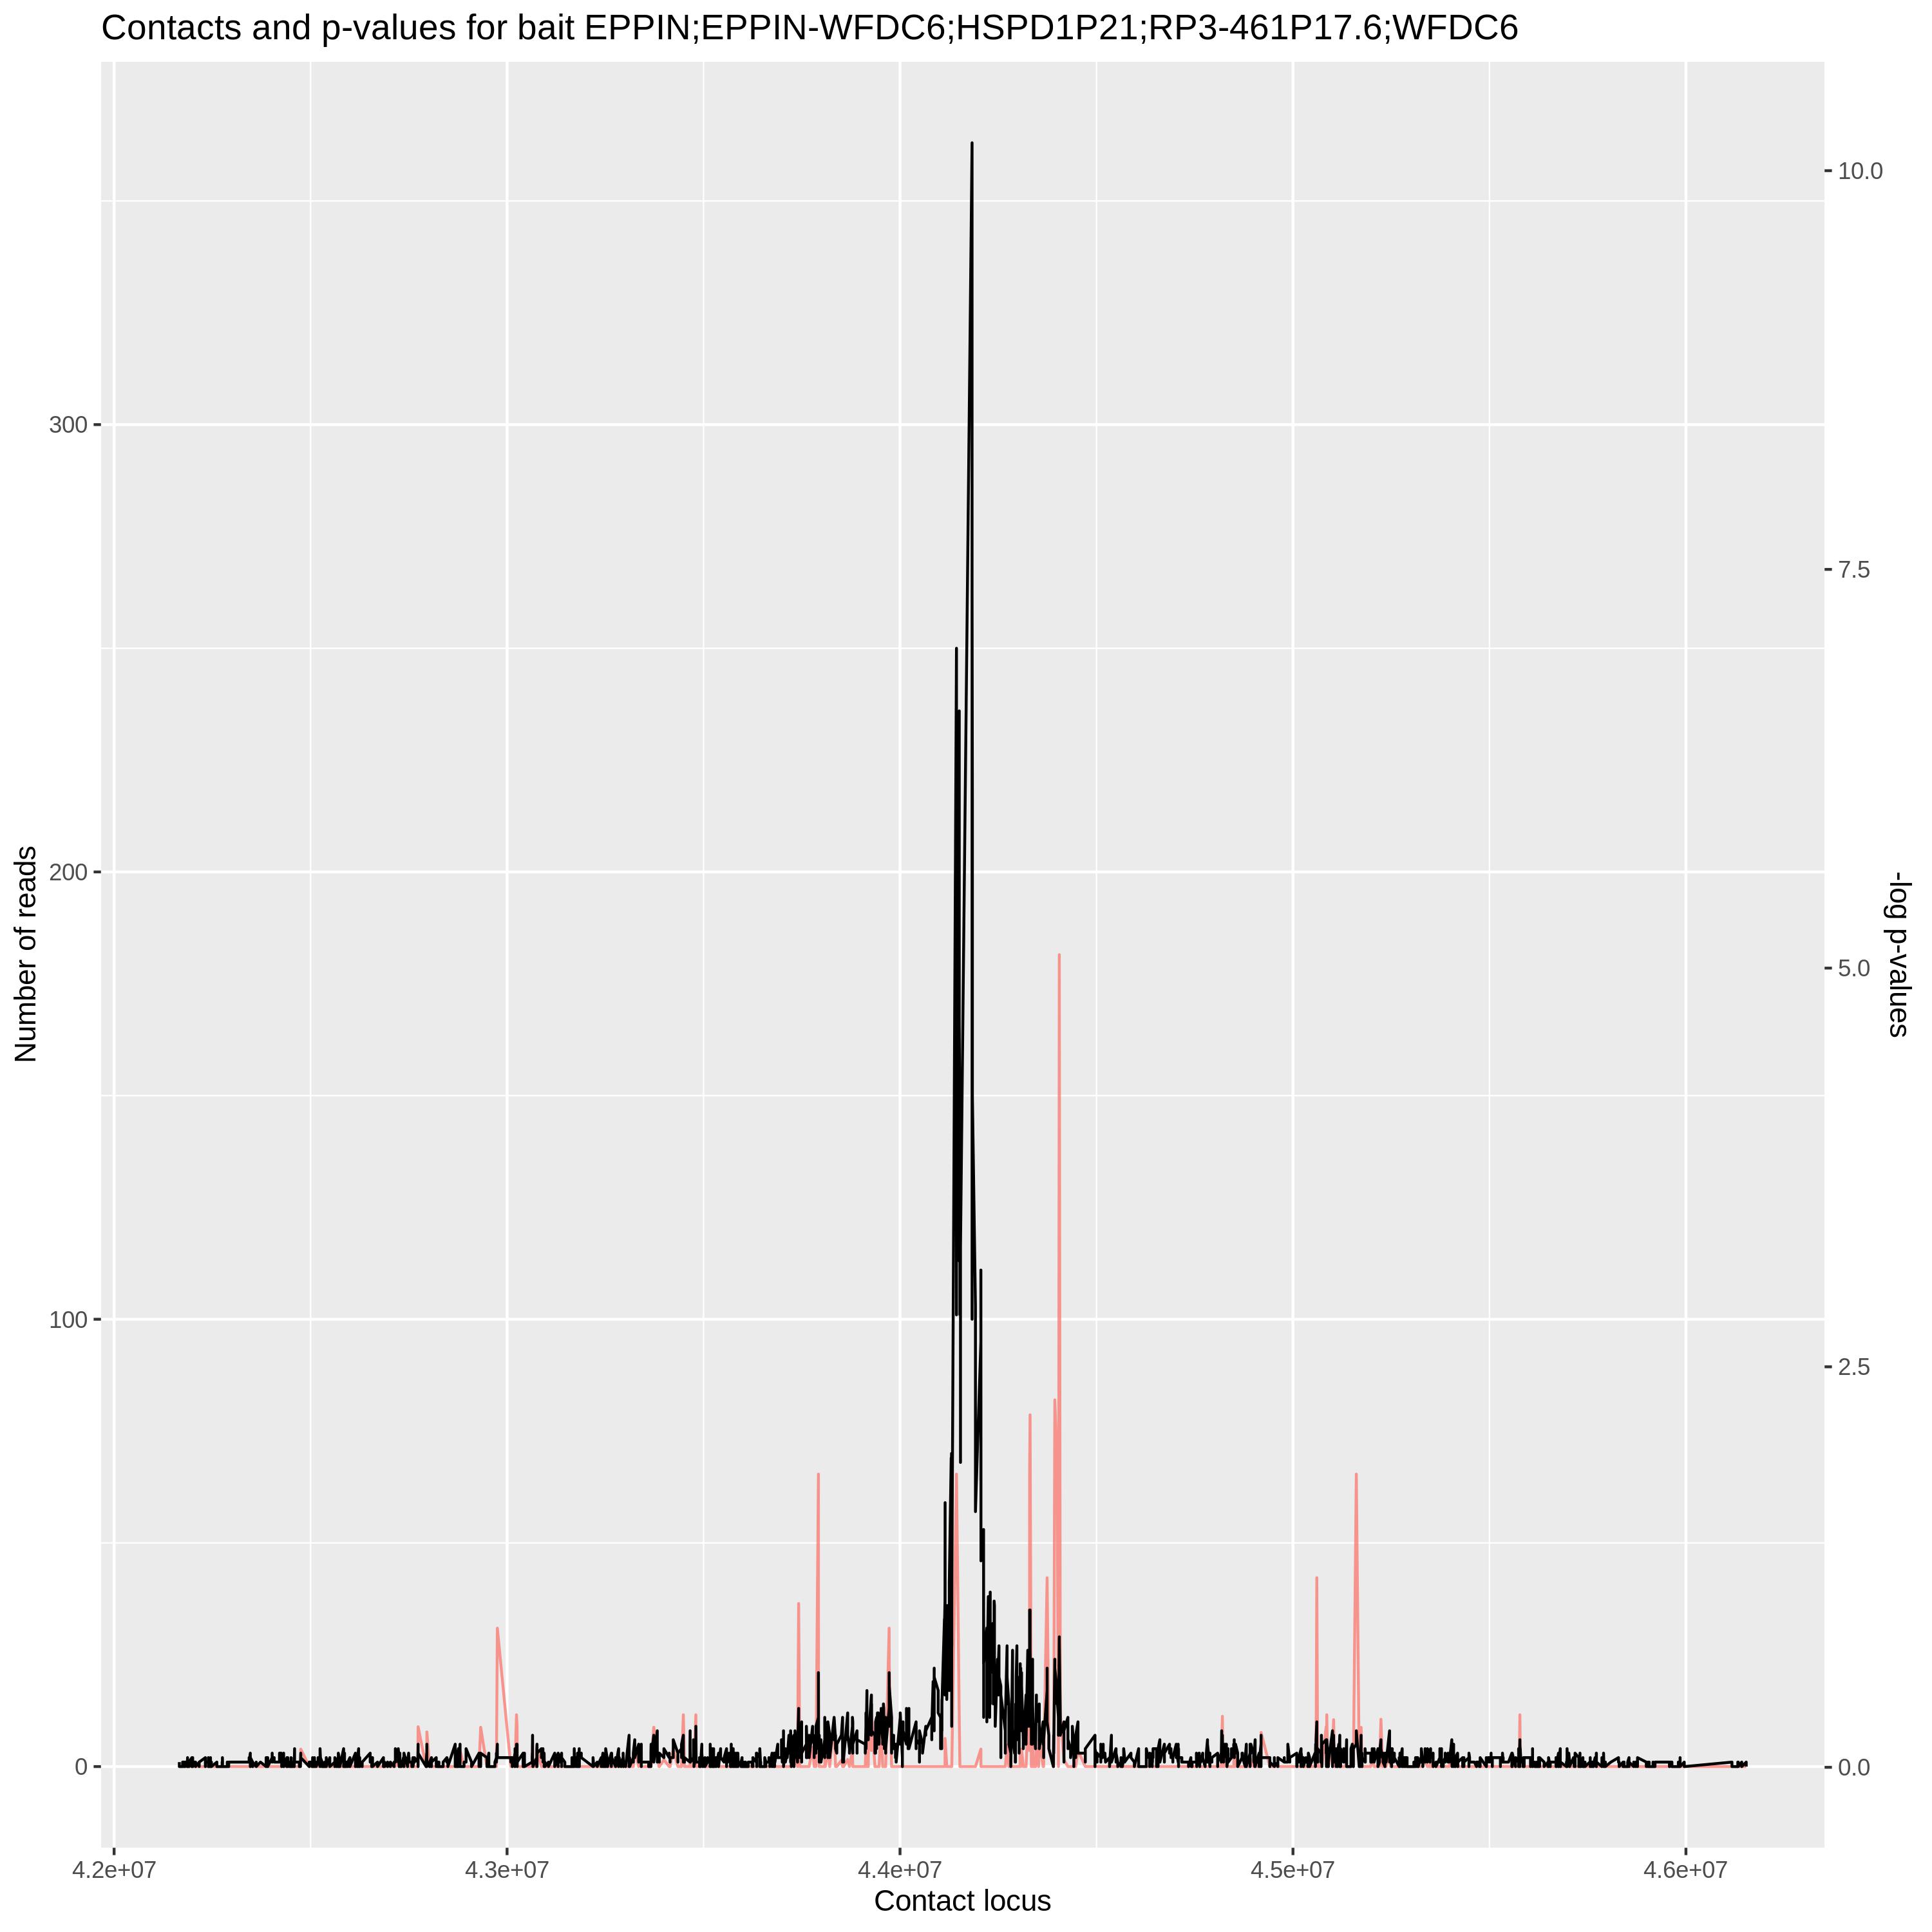 Contacts and p-values for bait EPPIN;EPPIN-WFDC6;HSPD1P21;RP3-461P17.6;WFDC6
Number of reads
300
200
100
0
10.0
7.5
5.0
2.5
0.0
-log p-values
4.2e+07
4.3e+07
4.4e+07
4.5e+07
4.6e+07
Contact locus